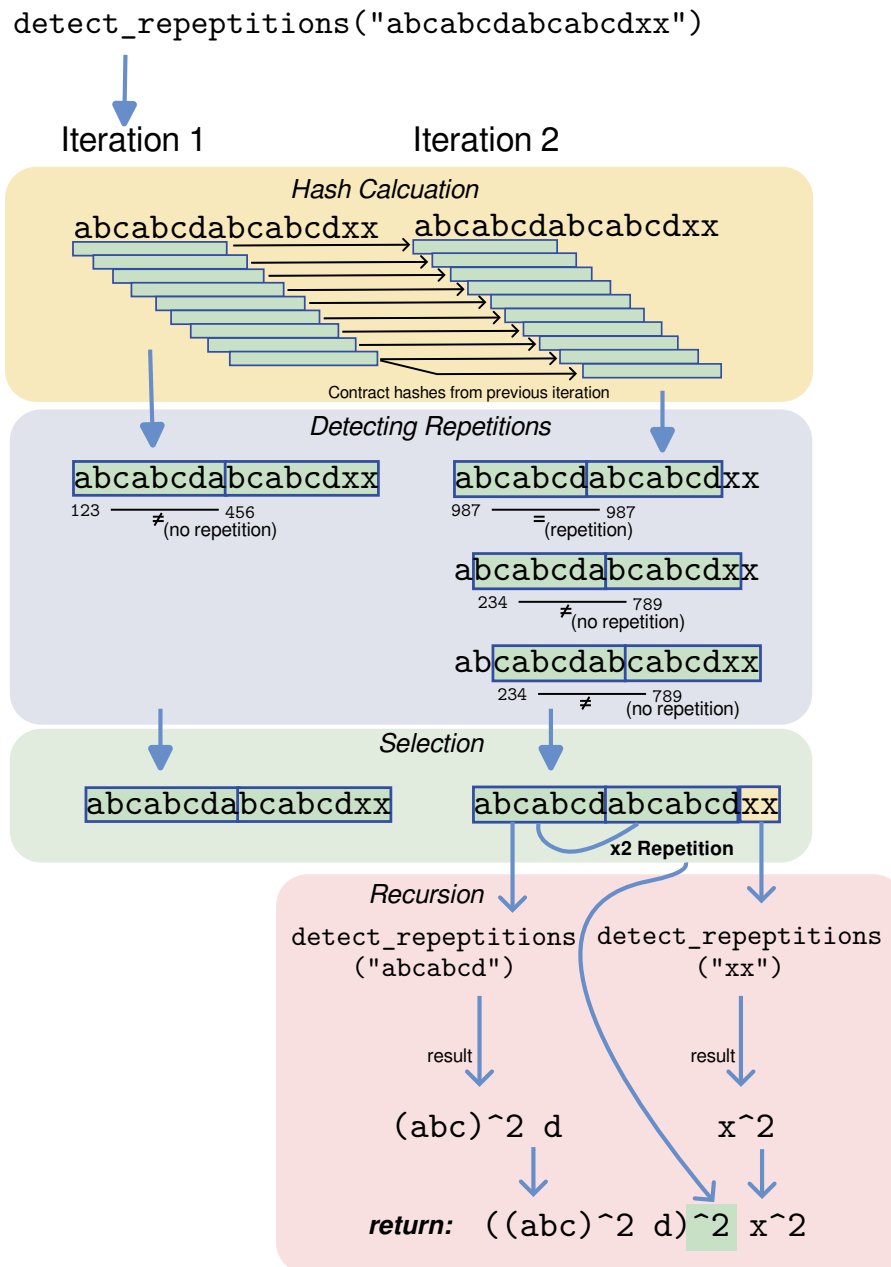 detect_repeptitions("abcabcdabcabcdxx")
Iteration 1
Iteration 2
Hash Calcuation
abcabcdabcabcdxx
abcabcdabcabcdxx
Contract hashes from previous iteration
Detecting Repetitions
abcabcdabcabcdxx
123
≠
456
(no repetition)
abcabcdabcabcdxx
987
=
987
(repetition)
abcabcdabcabcdxx
234
≠
789
(no repetition)
abcabcdabcabcdxx
234
≠
789
(no repetition)
Selection
abcabcdabcabcdxx
abcabcdabcabcdxx
x2 Repetition
Recursion
detect_repeptitions
("abcabcd")
detect_repeptitions
("xx")
result
result
(abc)^2 d
x^2
return: ((abc)^2 d)^2 x^2